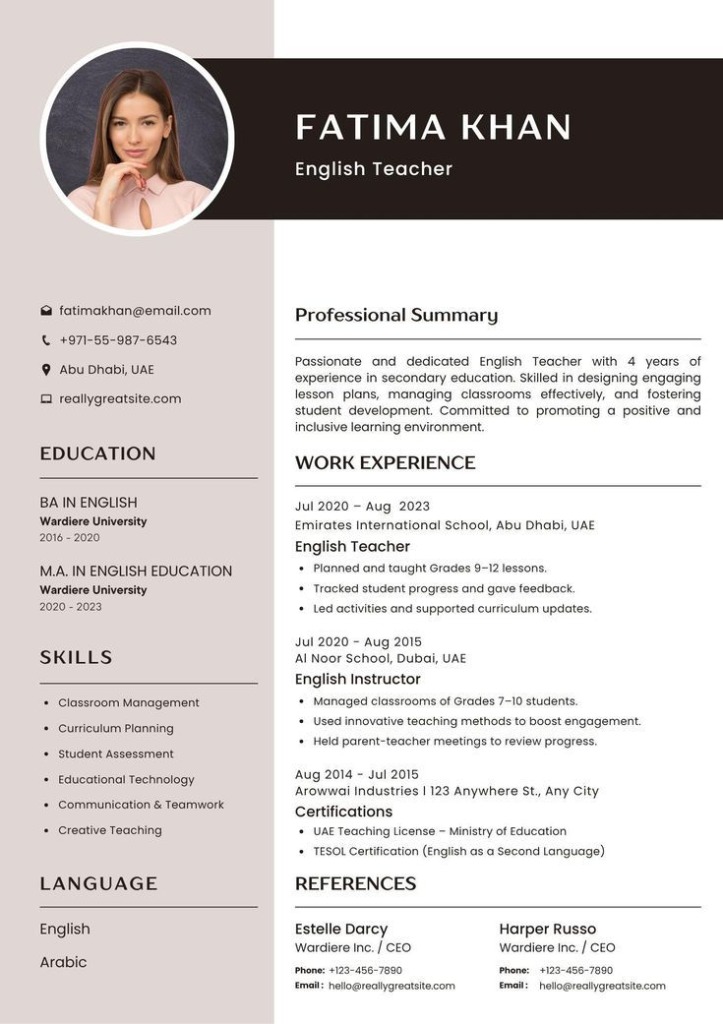 FATIMA KHAN
English Teacher
fatimakhan@email.com
+971-55-987-6543
Abu Dhabi, UAE
reallygreatsite.com
EDUCATION
BA IN ENGLISH
Wardiere University
2016 - 2020
M.A. IN ENGLISH EDUCATION
Wardiere University
2020 - 2023
SKILLS
• Classroom Management
• Curriculum Planning
• Student Assessment
• Educational Technology
• Communication & Teamwork
• Creative Teaching
LANGUAGE
English
Arabic
Professional Summary
Passionate and dedicated English Teacher with 4 years of
experience in secondary education. Skilled in designing engaging
lesson plans, managing classrooms effectively, and fostering
student development. Committed to promoting a positive and
inclusive learning environment.
WORK EXPERIENCE
Jul 2020 – Aug 2023
Emirates International School, Abu Dhabi, UAE
English Teacher
• Planned and taught Grades 9–12 lessons.
• Tracked student progress and gave feedback.
• Led activities and supported curriculum updates.
Jul 2020 - Aug 2015
Al Noor School, Dubai, UAE
English Instructor
• Managed classrooms of Grades 7–10 students.
• Used innovative teaching methods to boost engagement.
• Held parent-teacher meetings to review progress.
Aug 2014 - Jul 2015
Arowwai Industries l 123 Anywhere St., Any City
Certifications
• UAE Teaching License – Ministry of Education
• TESOL Certification (English as a Second Language)
REFERENCES
Estelle Darcy
Wardiere Inc. / CEO
Phone: +123-456-7890
Email : hello@reallygreatsite.com
Harper Russo
Wardiere Inc. / CEO
Phone: +123-456-7890
Email : hello@reallygreatsite.com